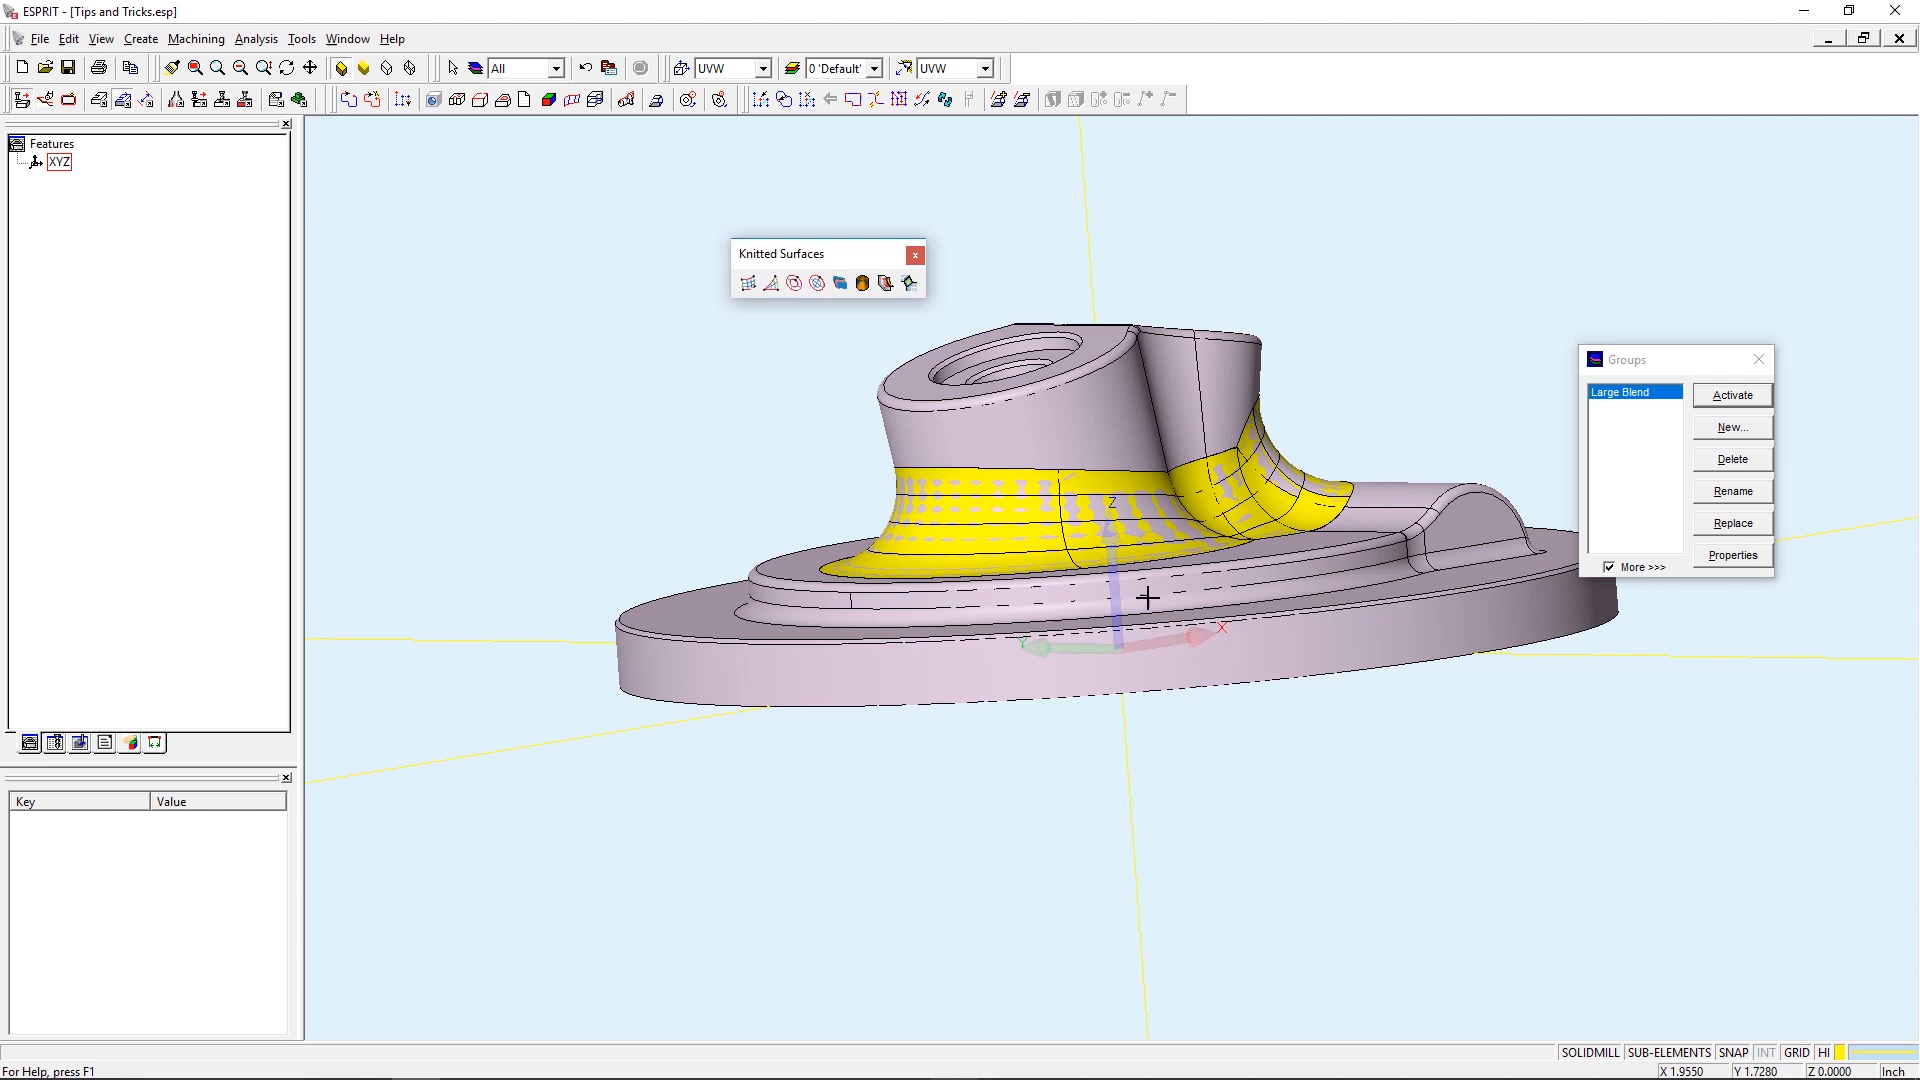 ESPRIT - [Tips and Tricks.esp]
File Edit View Create Machining Analysis Tools Window Help
All UVW 0 'Default' UVW
Features
XYZ
Knitted Surfaces
Groups
Large Blend
Activate
New...
Delete
Rename
Replace
Properties
More >>>
Z
Y X
Key Value
SOLIDMILL SUB-ELEMENTS SNAP INT GRID HI
For Help, press F1 X 1.9550 Y 1.7280 Z 0.0000 Inch